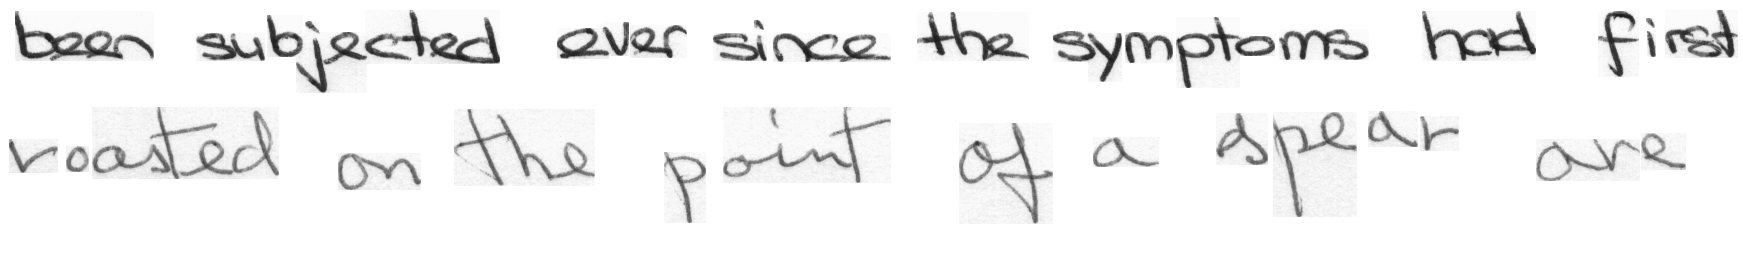 been subjected ever since the symptoms had first
roasted on the point of a spear are